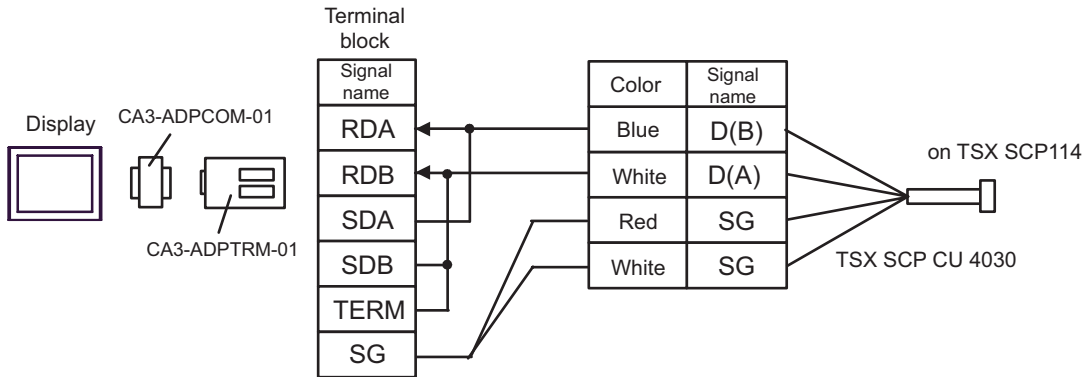 Display
CA3-ADPCOM-01
CA3-ADPTRM-01
Terminal
block
Signal
name
RDA
RDB
SDA
SDB
TERM
SG
Color
Signal
name
Blue
D(B)
White
D(A)
Red
SG
White
SG
on TSX SCP114
TSX SCP CU 4030